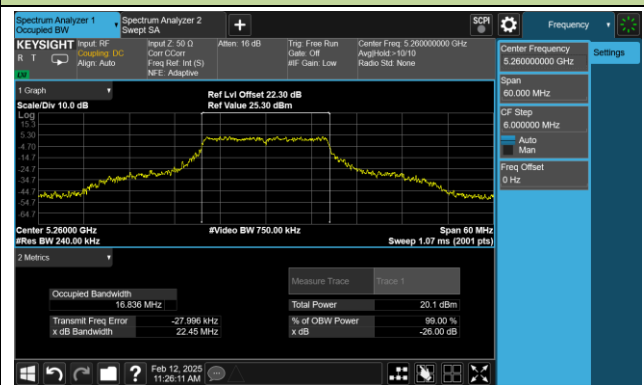 Spectrum Analyzer 1
Occupied BW
Spectrum Analyzer 2
Swept SA
SCPI
Frequency
KEYSIGHT
Input: RF
Coupling: DC
Align: Auto
Input Z: 50 Ω
Corr CCorr
Freq Ref: Int (S)
NFE: Adaptive
Atten: 16 dB
Trig: Free Run
Gate: Off
#IF Gain: Low
Center Freq: 5.260000000 GHz
Avg|Hold:>10/10
Radio Std: None
R T
Center Frequency
5.260000000 GHz
Settings
Span
60.000 MHz
CF Step
6.000000 MHz
Auto
Man
Freq Offset
0 Hz
1 Graph
Scale/Div 10.0 dB
Ref Lvl Offset 22.30 dB
Ref Value 25.30 dBm
Log
15.3
5.30
-4.70
-14.7
-24.7
-34.7
-44.7
-54.7
-64.7
Center 5.26000 GHz
#Res BW 240.00 kHz
#Video BW 750.00 kHz
Span 60 MHz
Sweep 1.07 ms (2001 pts)
2 Metrics
Measure Trace
Trace 1
Occupied Bandwidth
16.836 MHz
Total Power
20.1 dBm
Transmit Freq Error
-27.996 kHz
% of OBW Power
99.00 %
x dB Bandwidth
22.45 MHz
x dB
-26.00 dB
?
Feb 12, 2025
11:26:11 AM